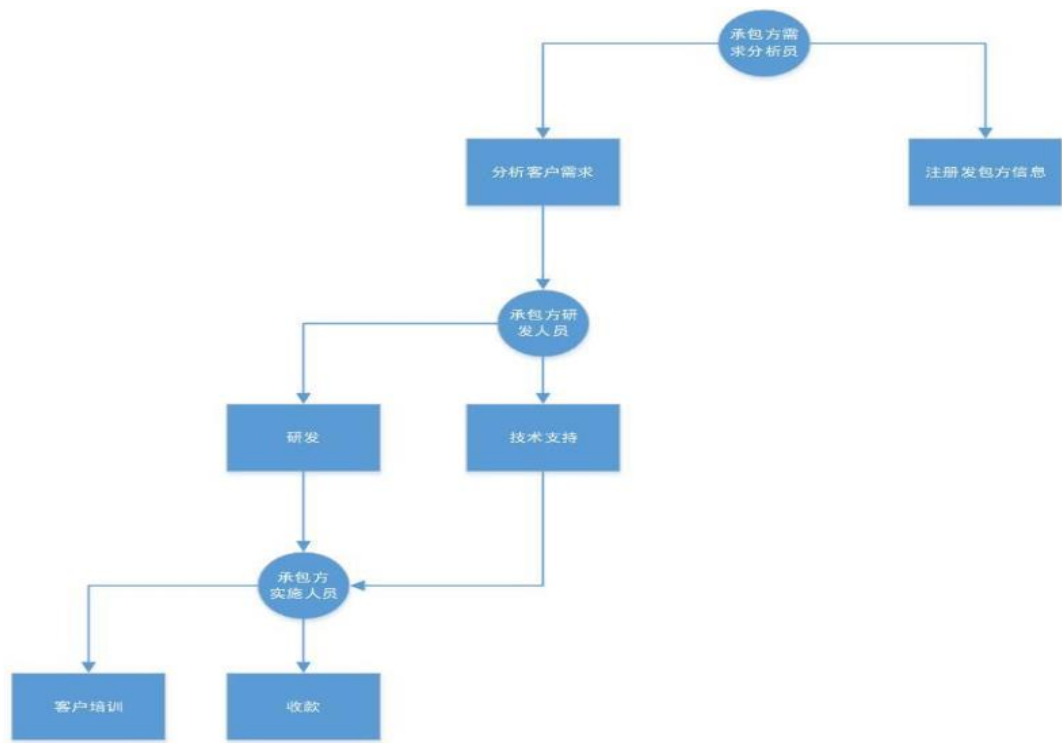 承包方需
求分析员
分析客户需求
注册发包方信息
承包方研
发人员
研发
技术支持
承包方
实施人员
客户培训
收款